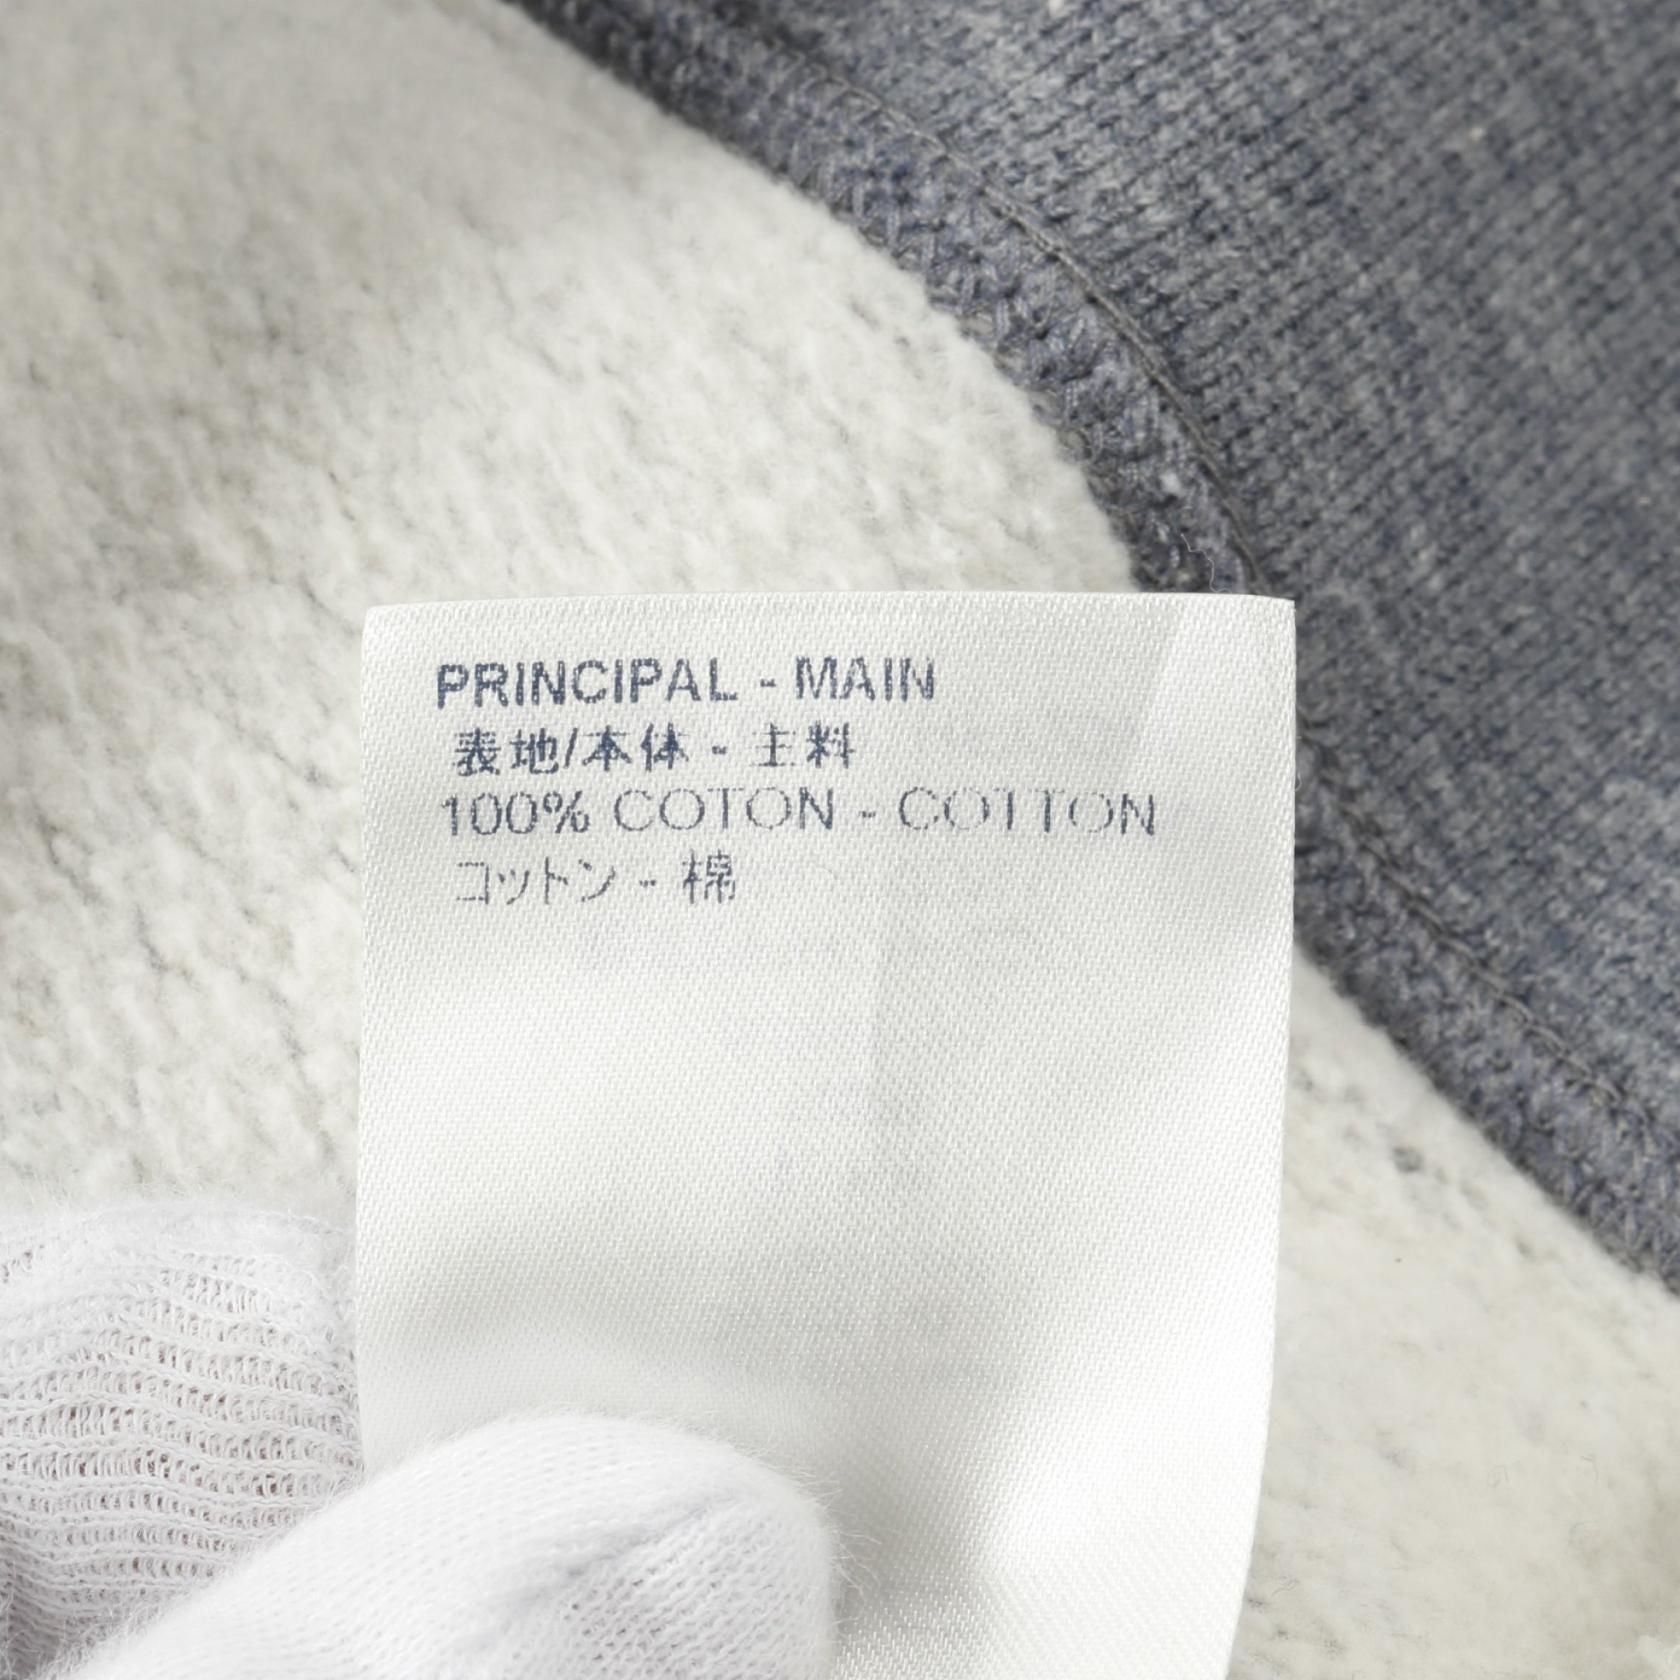 PRINCIPAL - MAIN
表地/本体 - 主料
100% COTON - COTTON
コットン - 棉